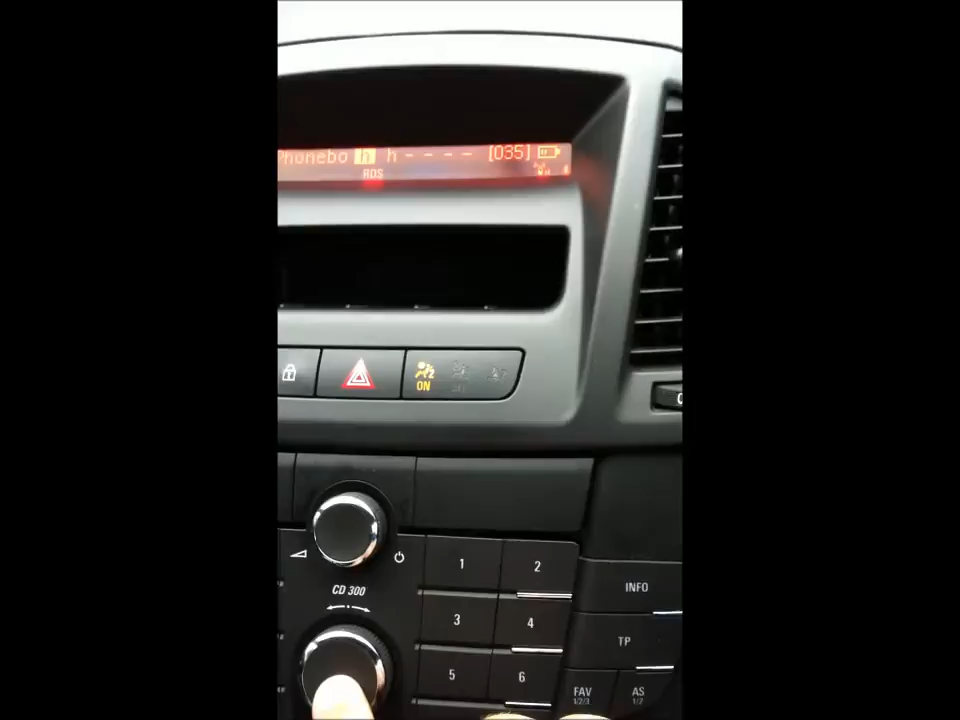 Phonebo h h - - - - [035]
RDS
2
ON
CD 300
1
2
3
4
5
6
INFO
TP
FAV
1/2/3
AS
1/2